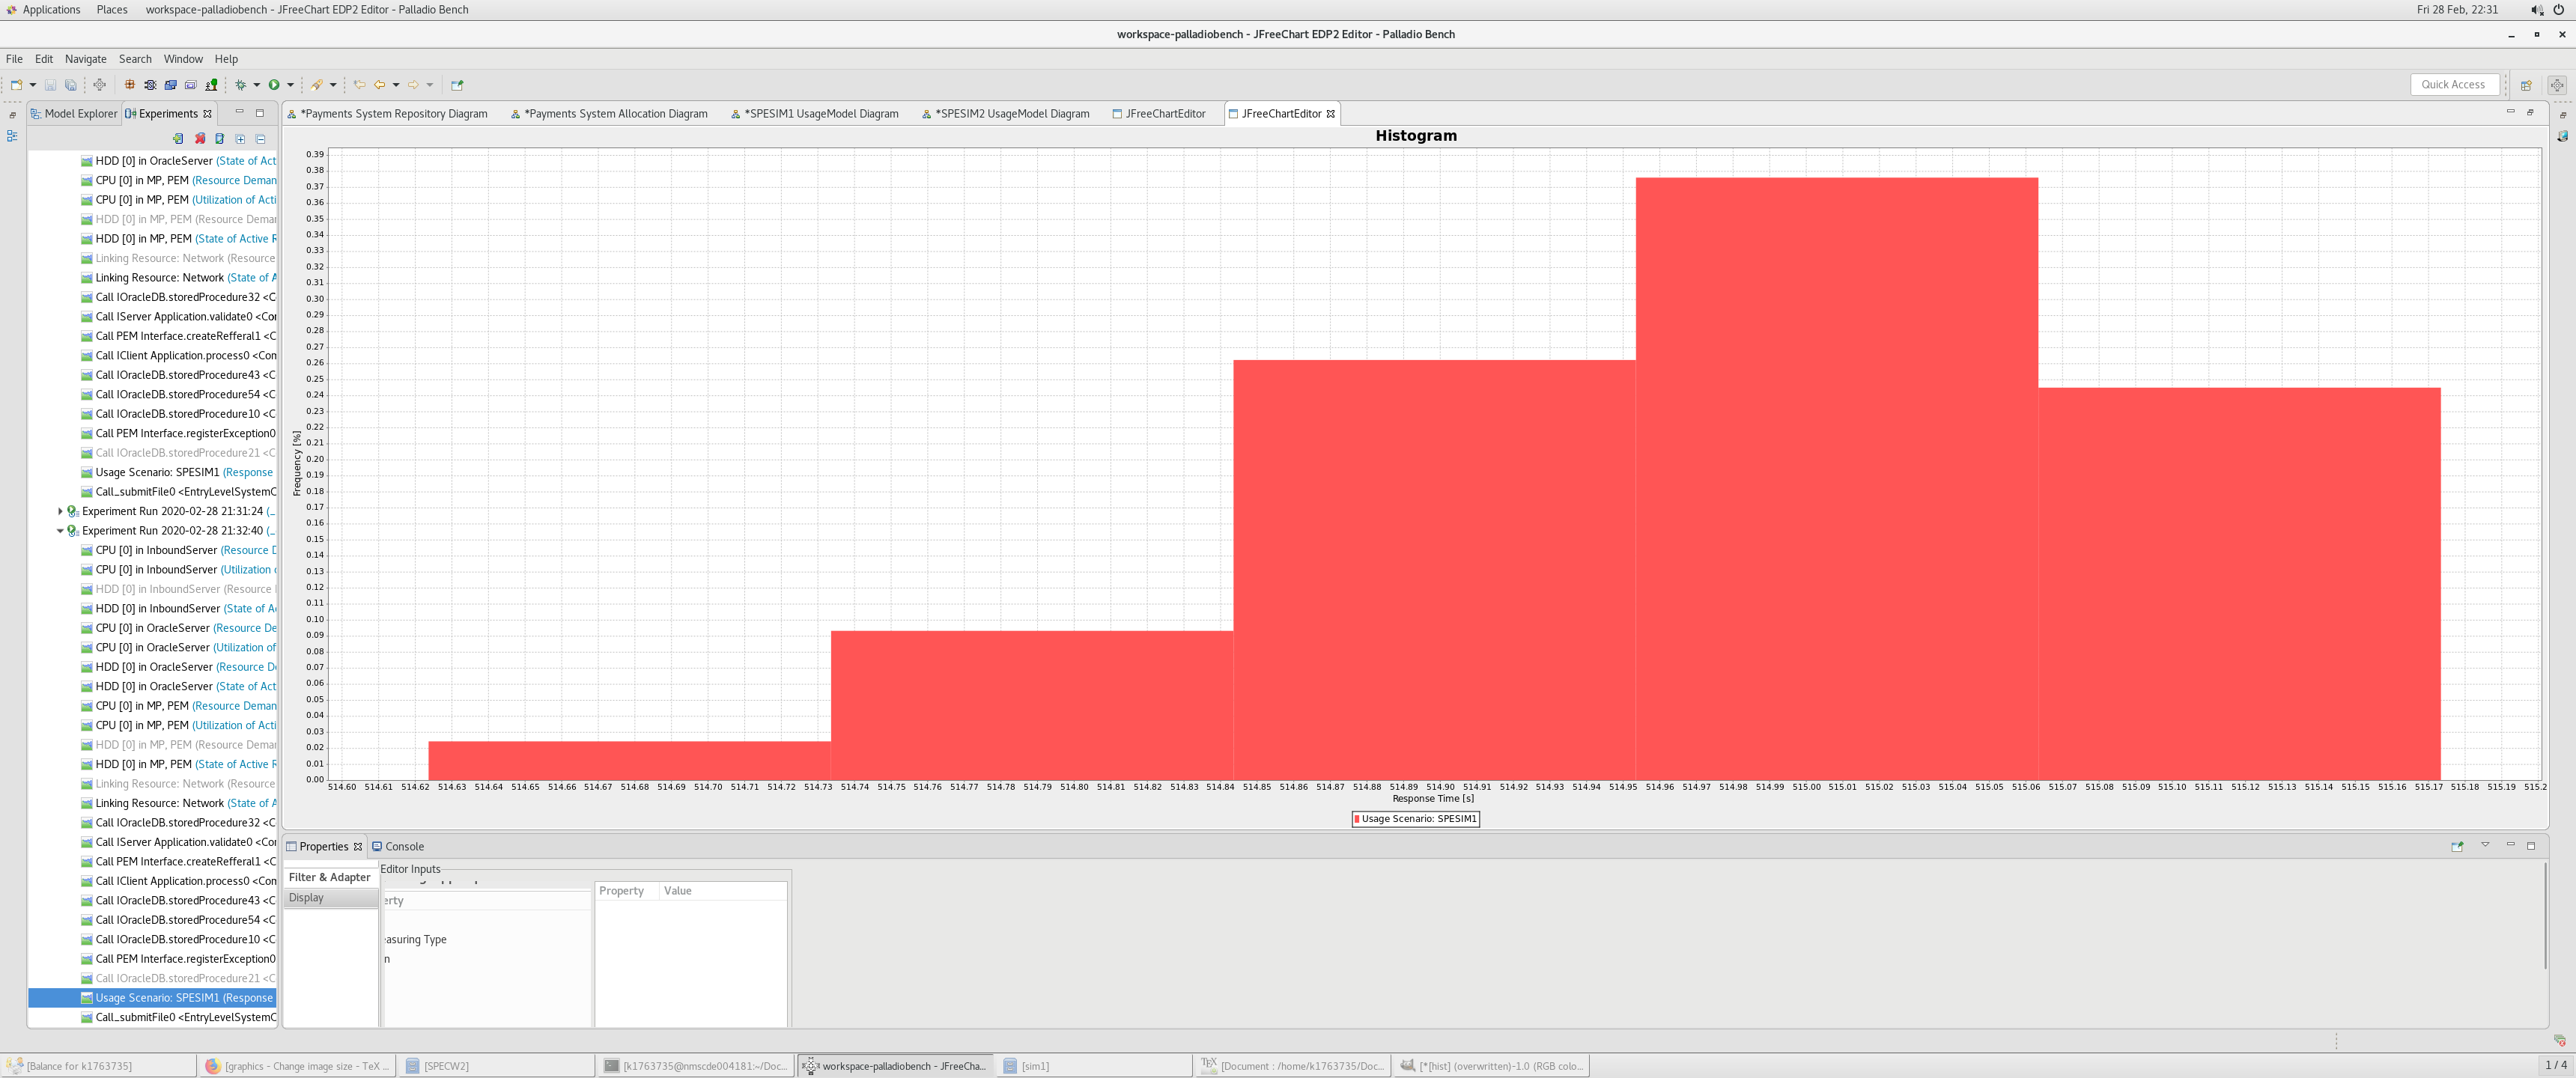 Applications Places workspace-palladiobench - JFreeChart EDP2 Editor - Palladio Bench Fri 28 Feb, 22:31
workspace-palladiobench - JFreeChart EDP2 Editor - Palladio Bench
File Edit Navigate Search Window Help
Quick Access
Model Explorer Experiments
*Payments System Repository Diagram *Payments System Allocation Diagram *SPESIM1 UsageModel Diagram *SPESIM2 UsageModel Diagram JFreeChartEditor JFreeChartEditor
HDD [0] in OracleServer (State of Act
CPU [0] in MP, PEM (Resource Deman
CPU [0] in MP, PEM (Utilization of Acti
HDD [0] in MP, PEM (Resource Demar
HDD [0] in MP, PEM (State of Active R
Linking Resource: Network (Resource
Linking Resource: Network (State of A
Call IOracleDB.storedProcedure32 <C
Call IServer Application.validate0 <Cor
Call PEM Interface.createRefferal1 <C
Call IClient Application.process0 <Com
Call IOracleDB.storedProcedure43 <C
Call IOracleDB.storedProcedure54 <C
Call IOracleDB.storedProcedure10 <C
Call PEM Interface.registerException0
Call IOracleDB.storedProcedure21 <C
Usage Scenario: SPESIM1 (Response
Call_submitFile0 <EntryLevelSystemC
Experiment Run 2020-02-28 21:31:24 (_
Experiment Run 2020-02-28 21:32:40 (_
CPU [0] in InboundServer (Resource D
CPU [0] in InboundServer (Utilization o
HDD [0] in InboundServer (Resource
HDD [0] in InboundServer (State of Ac
CPU [0] in OracleServer (Resource De
CPU [0] in OracleServer (Utilization of
HDD [0] in OracleServer (Resource De
HDD [0] in OracleServer (State of Act
CPU [0] in MP, PEM (Resource Deman
CPU [0] in MP, PEM (Utilization of Acti
HDD [0] in MP, PEM (Resource Demar
HDD [0] in MP, PEM (State of Active R
Linking Resource: Network (Resource
Linking Resource: Network (State of A
Call IOracleDB.storedProcedure32 <C
Call IServer Application.validate0 <Cor
Call PEM Interface.createRefferal1 <C
Call IClient Application.process0 <Com
Call IOracleDB.storedProcedure43 <C
Call IOracleDB.storedProcedure54 <C
Call IOracleDB.storedProcedure10 <C
Call PEM Interface.registerException0
Call IOracleDB.storedProcedure21 <C
Usage Scenario: SPESIM1 (Response
Call_submitFile0 <EntryLevelSystemC
Histogram
Frequency [%]
0.39
0.38
0.37
0.36
0.35
0.34
0.33
0.32
0.31
0.30
0.29
0.28
0.27
0.26
0.25
0.24
0.23
0.22
0.21
0.20
0.19
0.18
0.17
0.16
0.15
0.14
0.13
0.12
0.11
0.10
0.09
0.08
0.07
0.06
0.05
0.04
0.03
0.02
0.01
0.00
514.60 514.61 514.62 514.63 514.64 514.65 514.66 514.67 514.68 514.69 514.70 514.71 514.72 514.73 514.74 514.75 514.76 514.77 514.78 514.79 514.80 514.81 514.82 514.83 514.84 514.85 514.86 514.87 514.88 514.89 514.90 514.91 514.92 514.93 514.94 514.95 514.96 514.97 514.98 514.99 515.00 515.01 515.02 515.03 515.04 515.05 515.06 515.07 515.08 515.09 515.10 515.11 515.12 515.13 515.14 515.15 515.16 515.17 515.18 515.19 515.2
Response Time [s]
Usage Scenario: SPESIM1
Properties Console
Filter & Adapter
Display
Editor Inputs
erty
Property Value
easuring Type
n
[Balance for k1763735] [graphics - Change image size - TeX ... [SPECW2] [k1763735@nmscde004181:~/Doc... workspace-palladiobench - JFreeCha... [sim1] [Document : /home/k1763735/Doc... [*[hist] (overwritten)-1.0 (RGB colo... 1 / 4